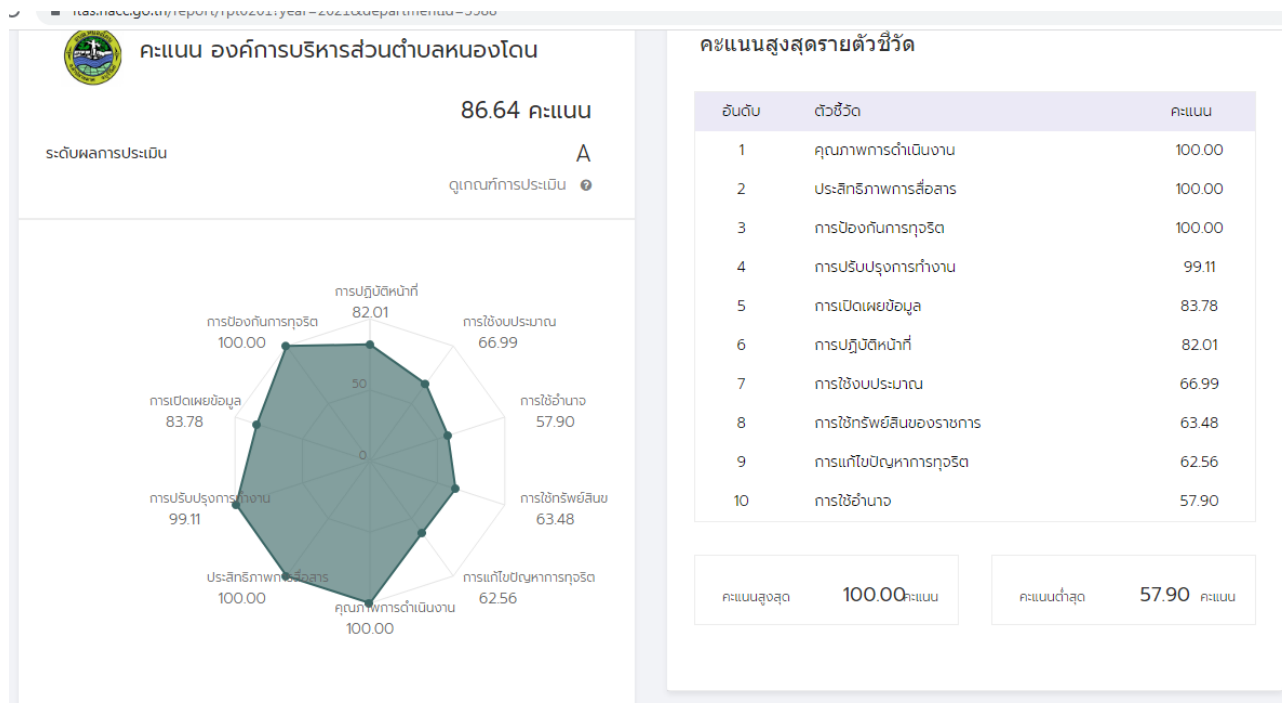 คะแนน องค์การบริหารส่วนตำบลหนองโดน
86.64 คะแนน
ระดับผลการประเมิน A
ดูเกณฑ์การประเมิน
การปฏิบัติหน้าที่
82.01
การป้องกันการทุจริต
100.00
การใช้งบประมาณ
66.99
50
การเปิดเผยข้อมูล
83.78
การใช้อำนาจ
57.90
0
การปรับปรุงการทำงาน
99.11
การใช้ทรัพย์สินข
63.48
ประสิทธิภาพการสื่อสาร
100.00
คุณภาพการดำเนินงาน
100.00
การแก้ไขปัญหาการทุจริต
62.56
คะแนนสูงสุดรายตัวชี้วัด
อันดับ ตัวชี้วัด คะแนน
1 คุณภาพการดำเนินงาน 100.00
2 ประสิทธิภาพการสื่อสาร 100.00
3 การป้องกันการทุจริต 100.00
4 การปรับปรุงการทำงาน 99.11
5 การเปิดเผยข้อมูล 83.78
6 การปฏิบัติหน้าที่ 82.01
7 การใช้งบประมาณ 66.99
8 การใช้ทรัพย์สินของราชการ 63.48
9 การแก้ไขปัญหาการทุจริต 62.56
10 การใช้อำนาจ 57.90
คะแนนสูงสุด 100.00คะแนน
คะแนนต่ำสุด 57.90 คะแนน